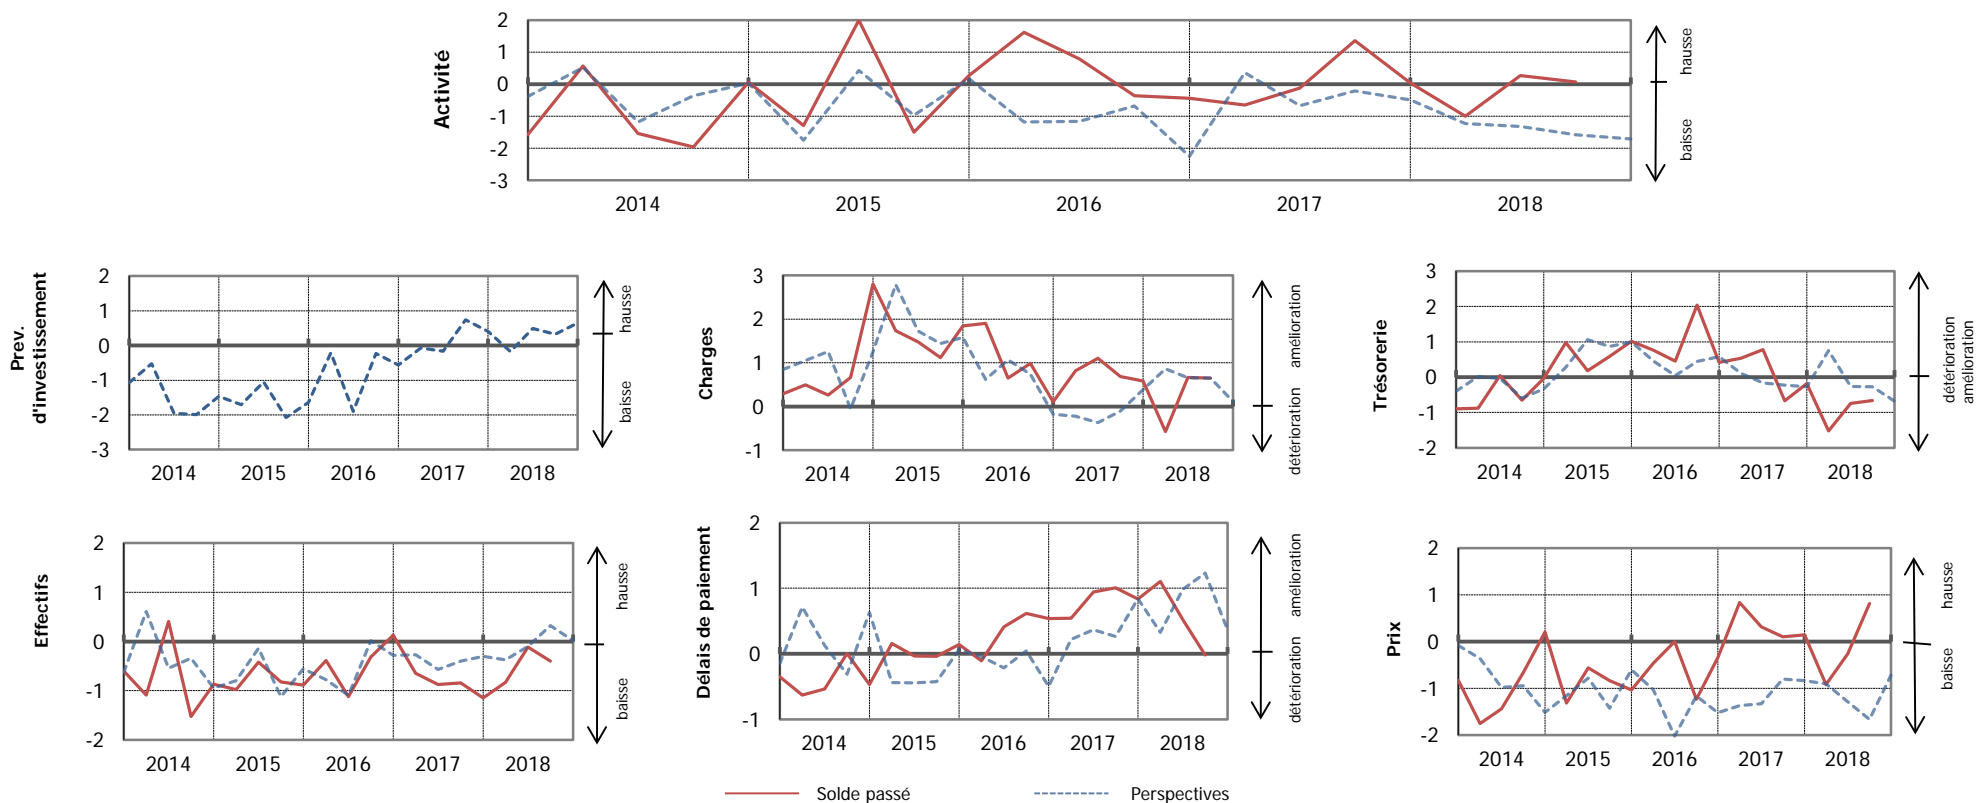 Activité
2
1
0
-1
-2
-3
hausse
baisse
2014 2015 2016 2017 2018
Prev.
d'investissement
2
1
0
-1
-2
-3
hausse
baisse
2014 2015 2016 2017 2018
Charges
3
2
1
0
-1
amélioration
détérioration
2014 2015 2016 2017 2018
Trésorerie
3
2
1
0
-1
-2
détérioration
amélioration
2014 2015 2016 2017 2018
Effectifs
2
1
0
-1
-2
hausse
baisse
2014 2015 2016 2017 2018
Délais de paiement
2
1
0
-1
amélioration
détérioration
2014 2015 2016 2017 2018
Prix
2
1
0
-1
-2
hausse
baisse
2014 2015 2016 2017 2018
Solde passé
Perspectives